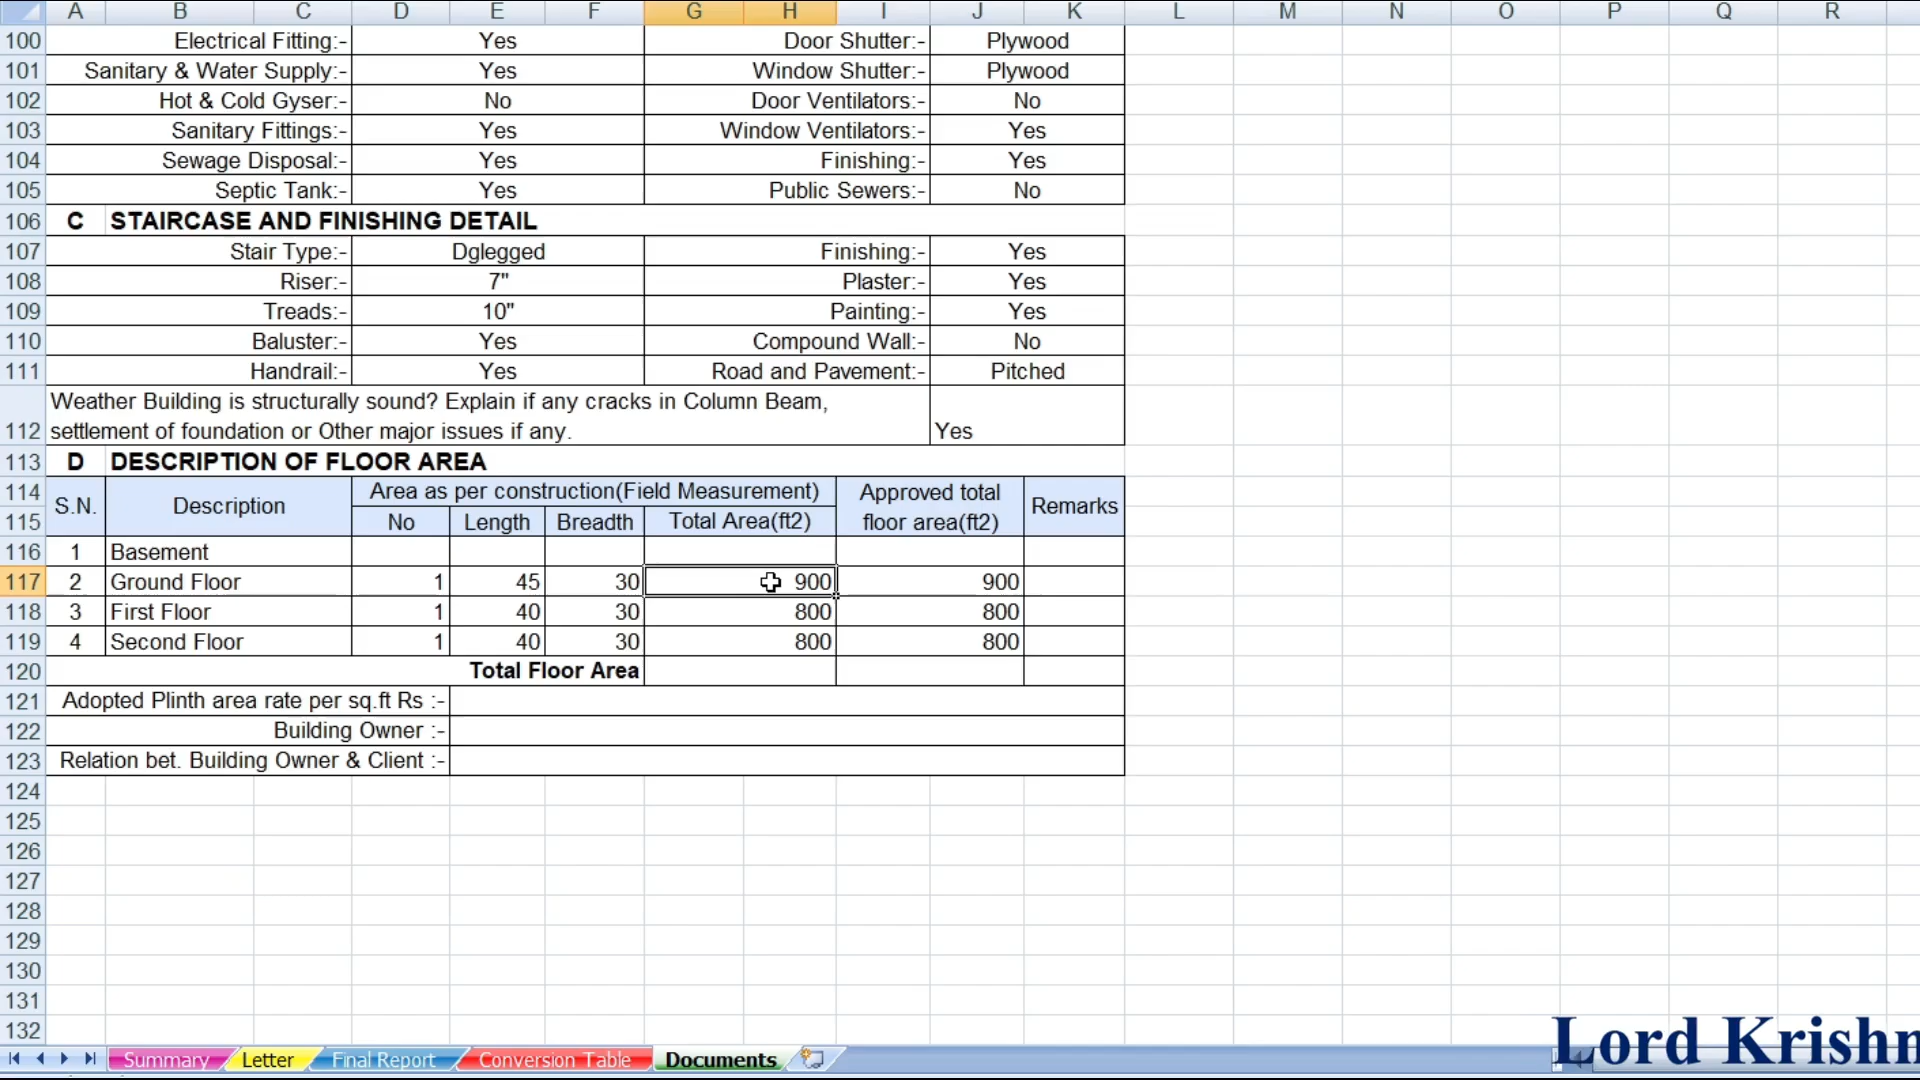 A B C D E F G H I J K L M N O P Q R
100 Electrical Fitting:- Yes Door Shutter:- Plywood
101 Sanitary & Water Supply:- Yes Window Shutter:- Plywood
102 Hot & Cold Gyser:- No Door Ventilators:- No
103 Sanitary Fittings:- Yes Window Ventilators:- Yes
104 Sewage Disposal:- Yes Finishing:- Yes
105 Septic Tank:- Yes Public Sewers:- No
106 C STAIRCASE AND FINISHING DETAIL
107 Stair Type:- Dglegged Finishing:- Yes
108 Riser:- 7" Plaster:- Yes
109 Treads:- 10" Painting:- Yes
110 Baluster:- Yes Compound Wall:- No
111 Handrail:- Yes Road and Pavement:- Pitched
Weather Building is structurally sound? Explain if any cracks in Column Beam,
112 settlement of foundation or Other major issues if any. Yes
113 D DESCRIPTION OF FLOOR AREA
114 S.N. Description Area as per construction(Field Measurement) Approved total Remarks
115 No Length Breadth Total Area(ft2) floor area(ft2)
116 1 Basement
117 2 Ground Floor 1 45 30 900 900
118 3 First Floor 1 40 30 800 800
119 4 Second Floor 1 40 30 800 800
120 Total Floor Area
121 Adopted Plinth area rate per sq.ft Rs :-
122 Building Owner :-
123 Relation bet. Building Owner & Client :-
124
125
126
127
128
129
130
131
132
Lord Krishn
Summary Letter Final Report Conversion Table Documents